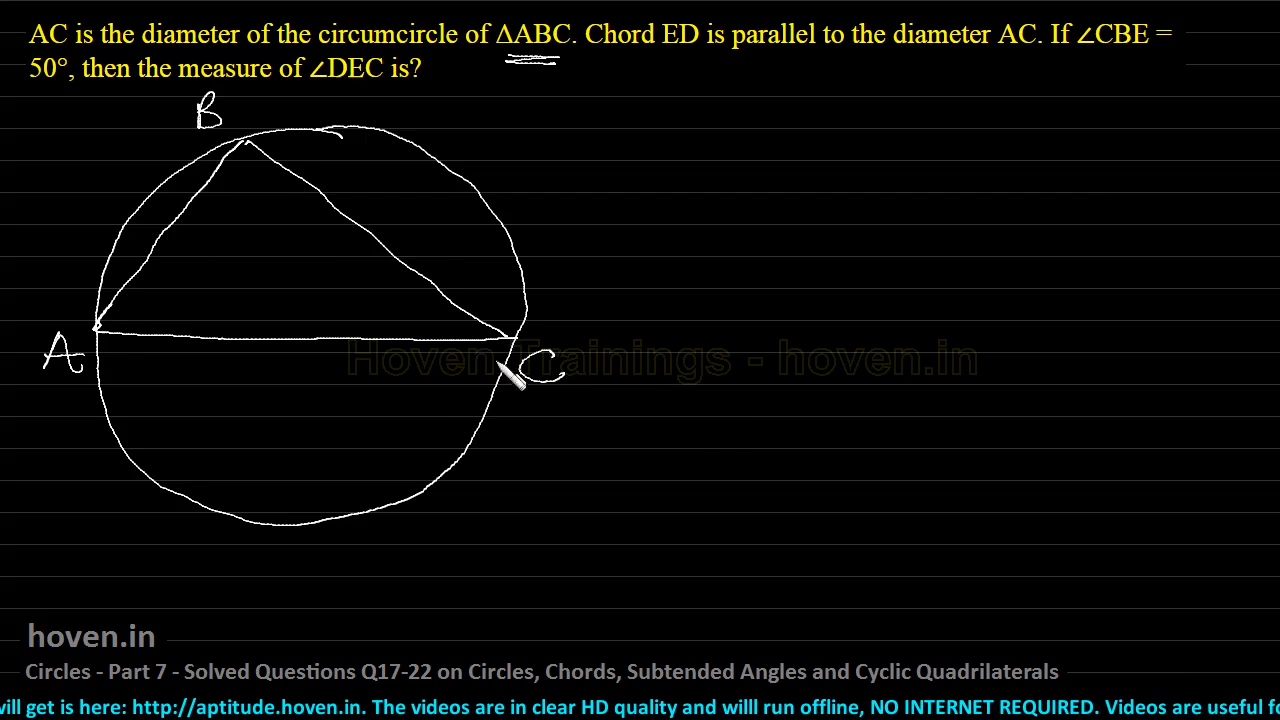 AC is the diameter of the circumcircle of ΔABC. Chord ED is parallel to the diameter AC. If ∠CBE =
50°, then the measure of ∠DEC is?
B
A
Hoven Trainings - hoven.in
C
hoven.in
Circles - Part 7 - Solved Questions Q17-22 on Circles, Chords, Subtended Angles and Cyclic Quadrilaterals
will get is here: http://aptitude.hoven.in. The videos are in clear HD quality and willl run offline, NO INTERNET REQUIRED. Videos are useful